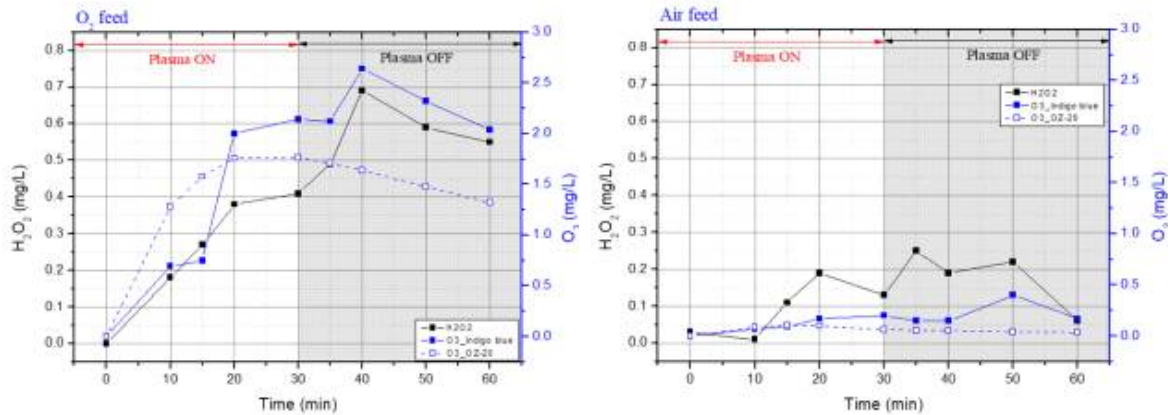 O₂ feed
Plasma ON
Plasma OFF
0.8
0.7
0.6
0.5
0.4
0.3
0.2
0.1
0.0
H₂O₂ (mg/L)
3.0
2.5
2.0
1.5
1.0
0.5
0.0
O₃ (mg/L)
H2O2
O3_Indigo blue
O3_OZ-20
0 10 20 30 40 50 60
Time (min)
Air feed
Plasma ON
Plasma OFF
0.8
0.7
0.6
0.5
0.4
0.3
0.2
0.1
0.0
H₂O₂ (mg/L)
3.0
2.5
2.0
1.5
1.0
0.5
0.0
O₃ (mg/L)
H2O2
O3_Indigo blue
O3_OZ-20
0 10 20 30 40 50 60
Time (min)